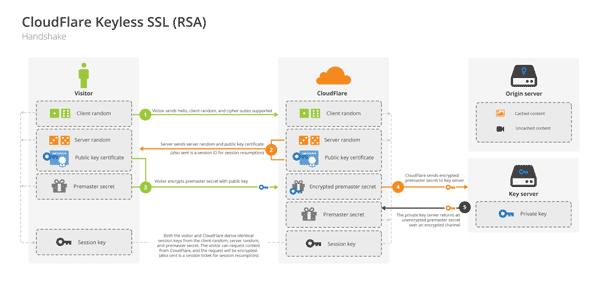 CloudFlare Keyless SSL (RSA)
Handshake
Visitor
CloudFlare
Origin server
Client random
1
Visitor sends hello, client random, and cipher suites supported
Client random
Cached content
Uncached content
Server random
Public key certificate
Server sends server random and public key certificate
(also sent is a session ID for session resumption)
2
Server random
Public key certificate
Premaster secret
3
Visitor encrypts premaster secret with public key
Encrypted premaster secret
4
CloudFlare sends encrypted
premaster secret to key server
Key server
Premaster secret
5
The private key server returns an
unencrypted premaster secret
over an encrypted channel
Private key
Session key
Both the visitor and CloudFlare derive identical
session keys from the client random, server random,
and premaster secret. The visitor can request content
from CloudFlare, and the request will be encrypted.
(also sent is a session ticket for session resumption)
Session key